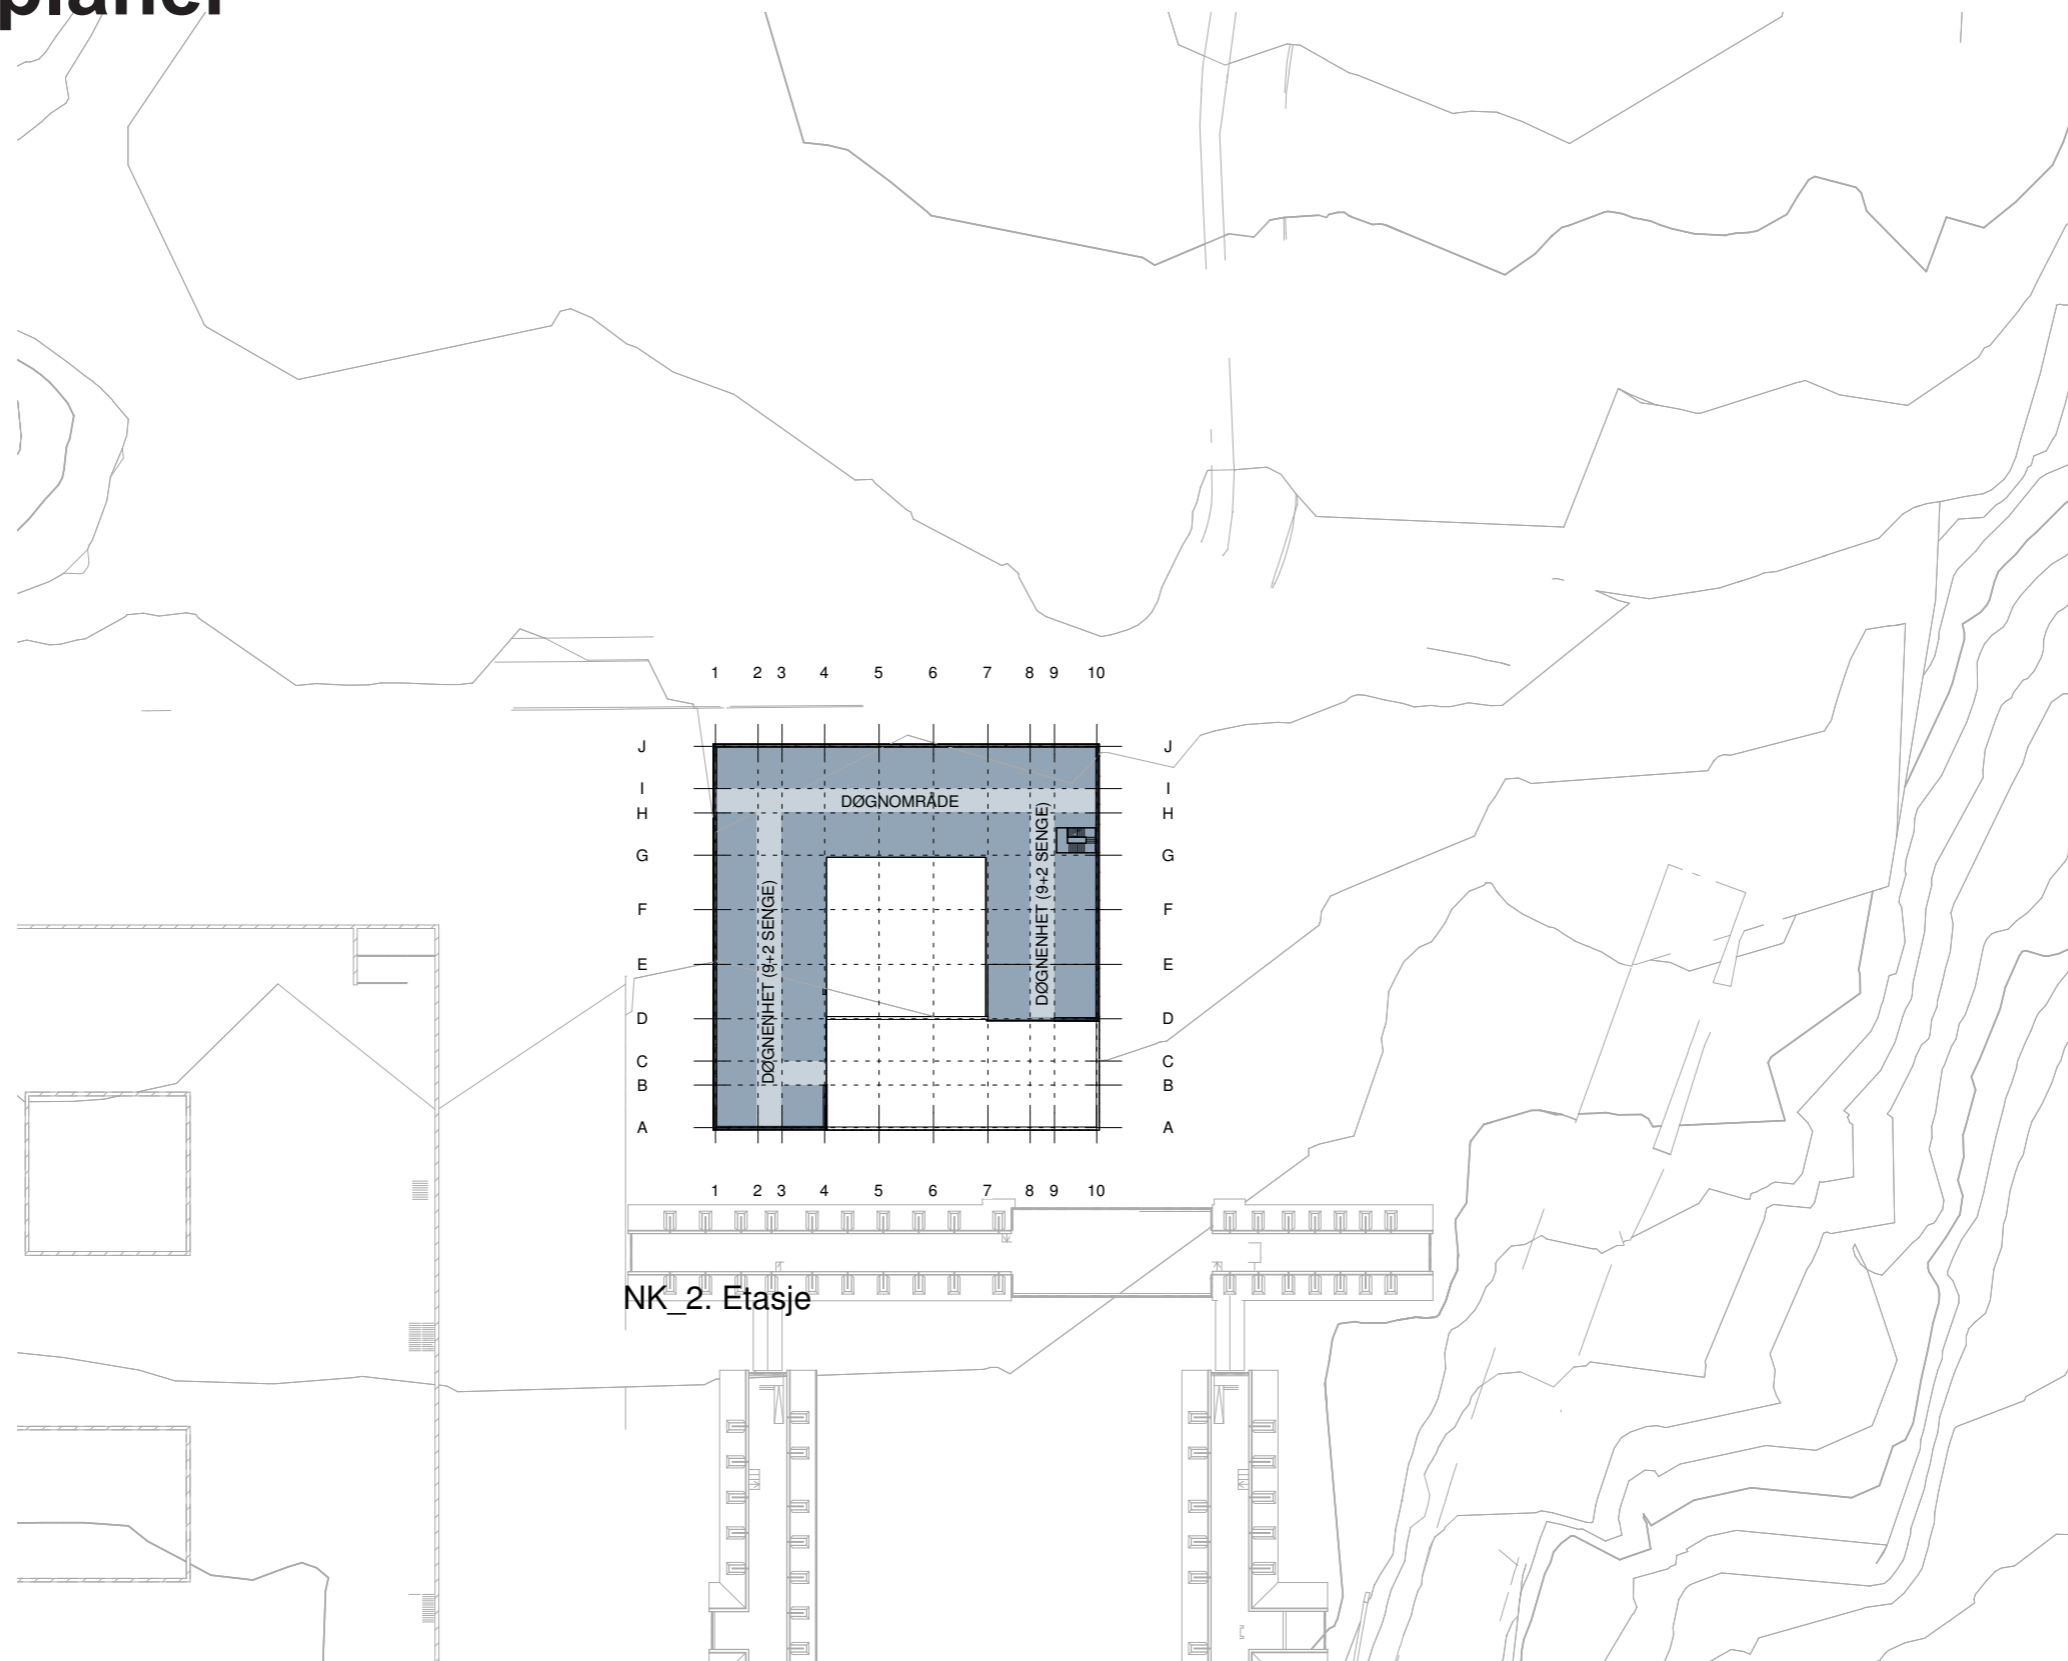 planer
1 2 3 4 5 6 7 8 9 10
J J
I I
DØGNOMRÅDE
H H
G G
DØGNENHET (9+2 SENGE)
F F
DØGNENHET (9+2 SENGE)
E E
D D
C C
B B
A A
1 2 3 4 5 6 7 8 9 10
NK_2. Etasje